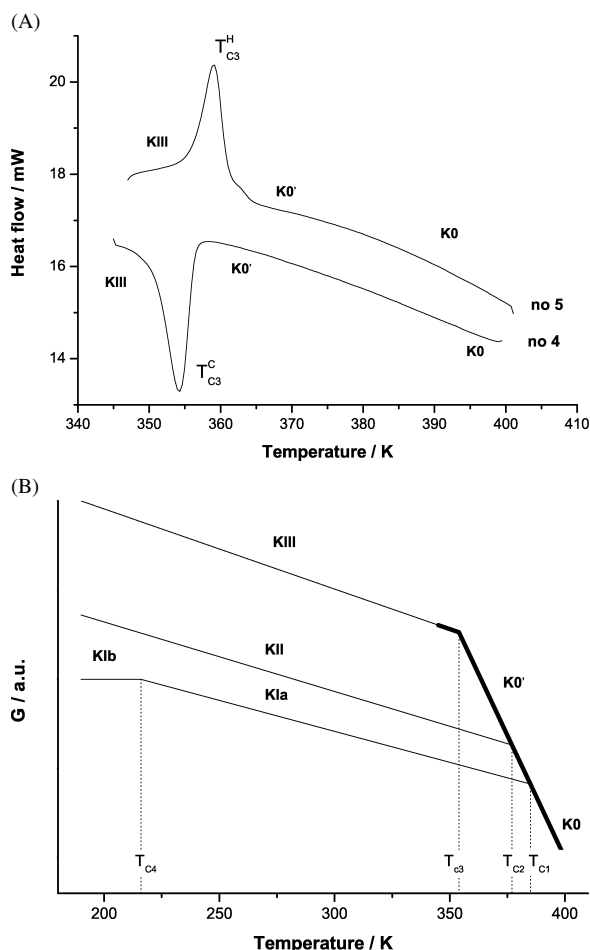 (A)
T^H_C3
20
KIII
18
K0'
K0
Heat flow / mW
16
KIII
K0'
no 5
no 4
K0
14
T^C_C3
340 350 360 370 380 390 400 410
Temperature / K
(B)
KIII
KII
KIb
KIa
K0'
G / a.u.
K0
T_C4 T_c3 T_C2 T_C1
200 250 300 350 400
Temperature / K